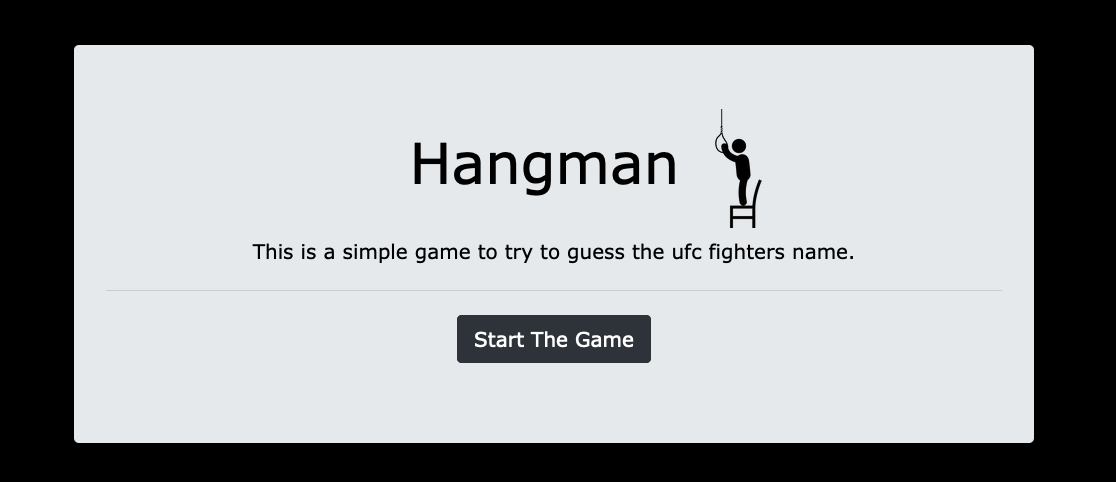 Hangman
This is a simple game to try to guess the ufc fighters name.
Start The Game